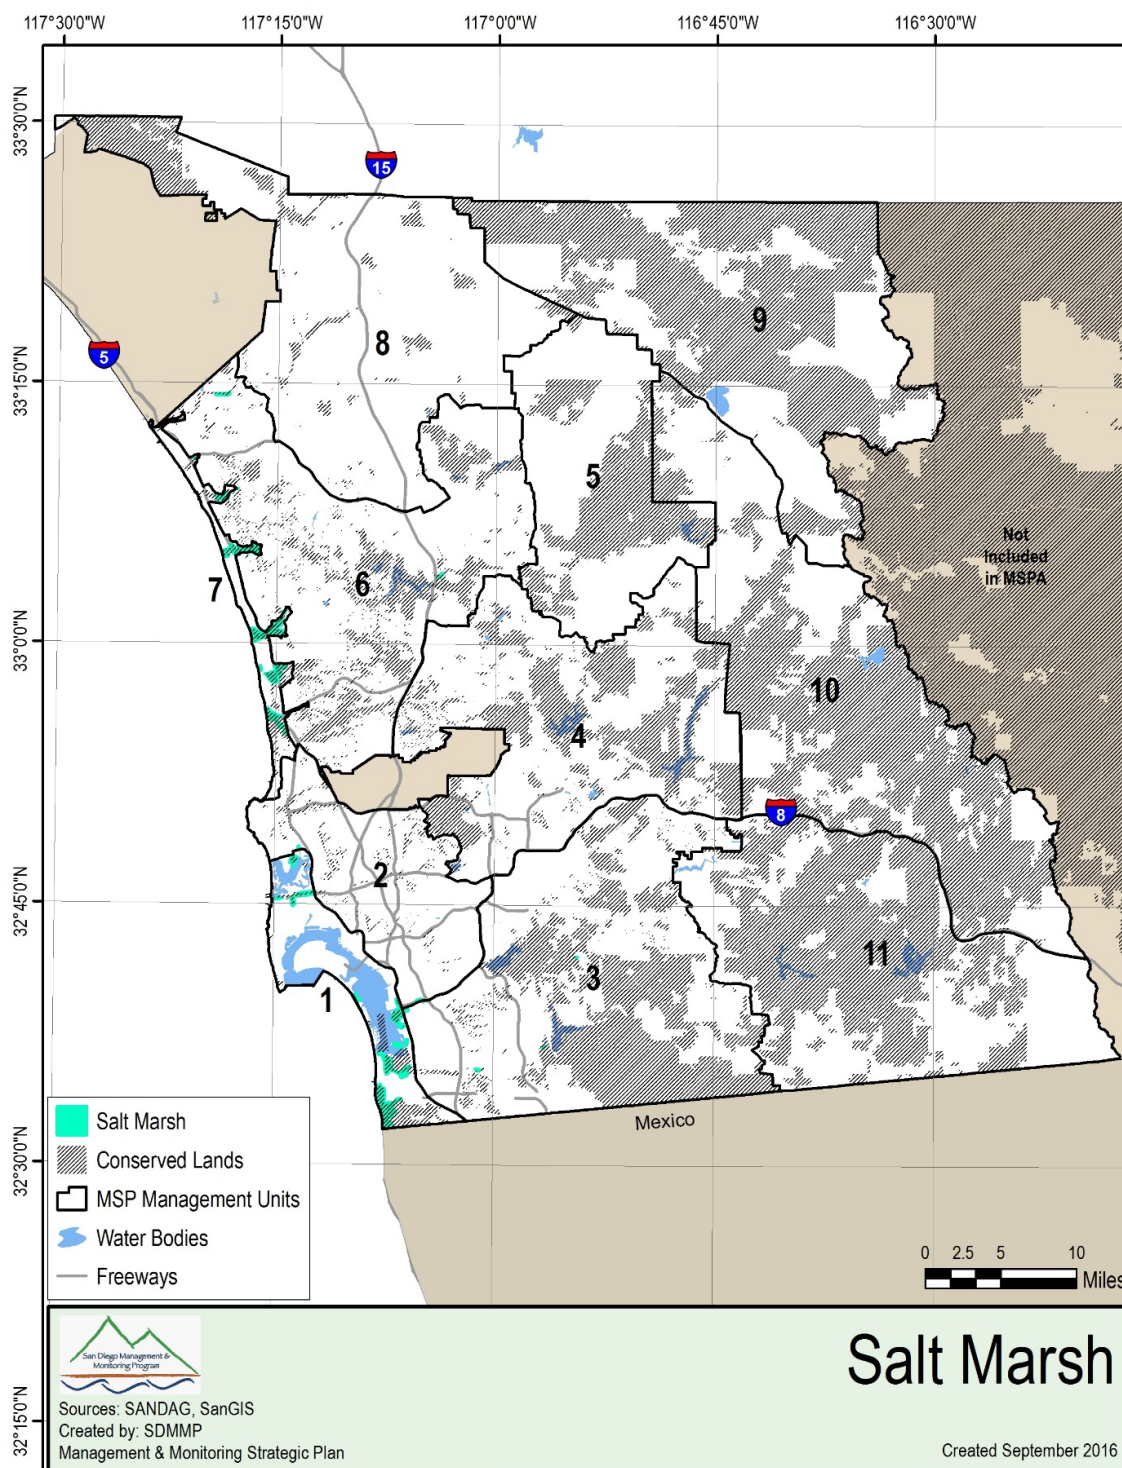 117°30'0"W 117°15'0"W 117°0'0"W 116°45'0"W 116°30'0"W
33°30'0"N
33°15'0"N
33°0'0"N
32°45'0"N
32°30'0"N
32°15'0"N
15
5
8
9
8
5
7
6
10
4
2
11
3
1
Not
Included
in MSPA
Mexico
Salt Marsh
Conserved Lands
MSP Management Units
Water Bodies
Freeways
0 2.5 5 10
Miles
San Diego Management &
Monitoring Program
Salt Marsh
Sources: SANDAG, SanGIS
Created by: SDMMP
Management & Monitoring Strategic Plan
Created September 2016